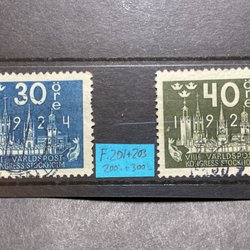 30 ÖRE
1924
VIIIE VÄRLDSPOST
KONGRESS STOCKHOLM
F.201+203
200:-+300:-
40 ÖRE
1924
VIIIE VÄRLDSPOST
KONGRESS STOCKHOLM